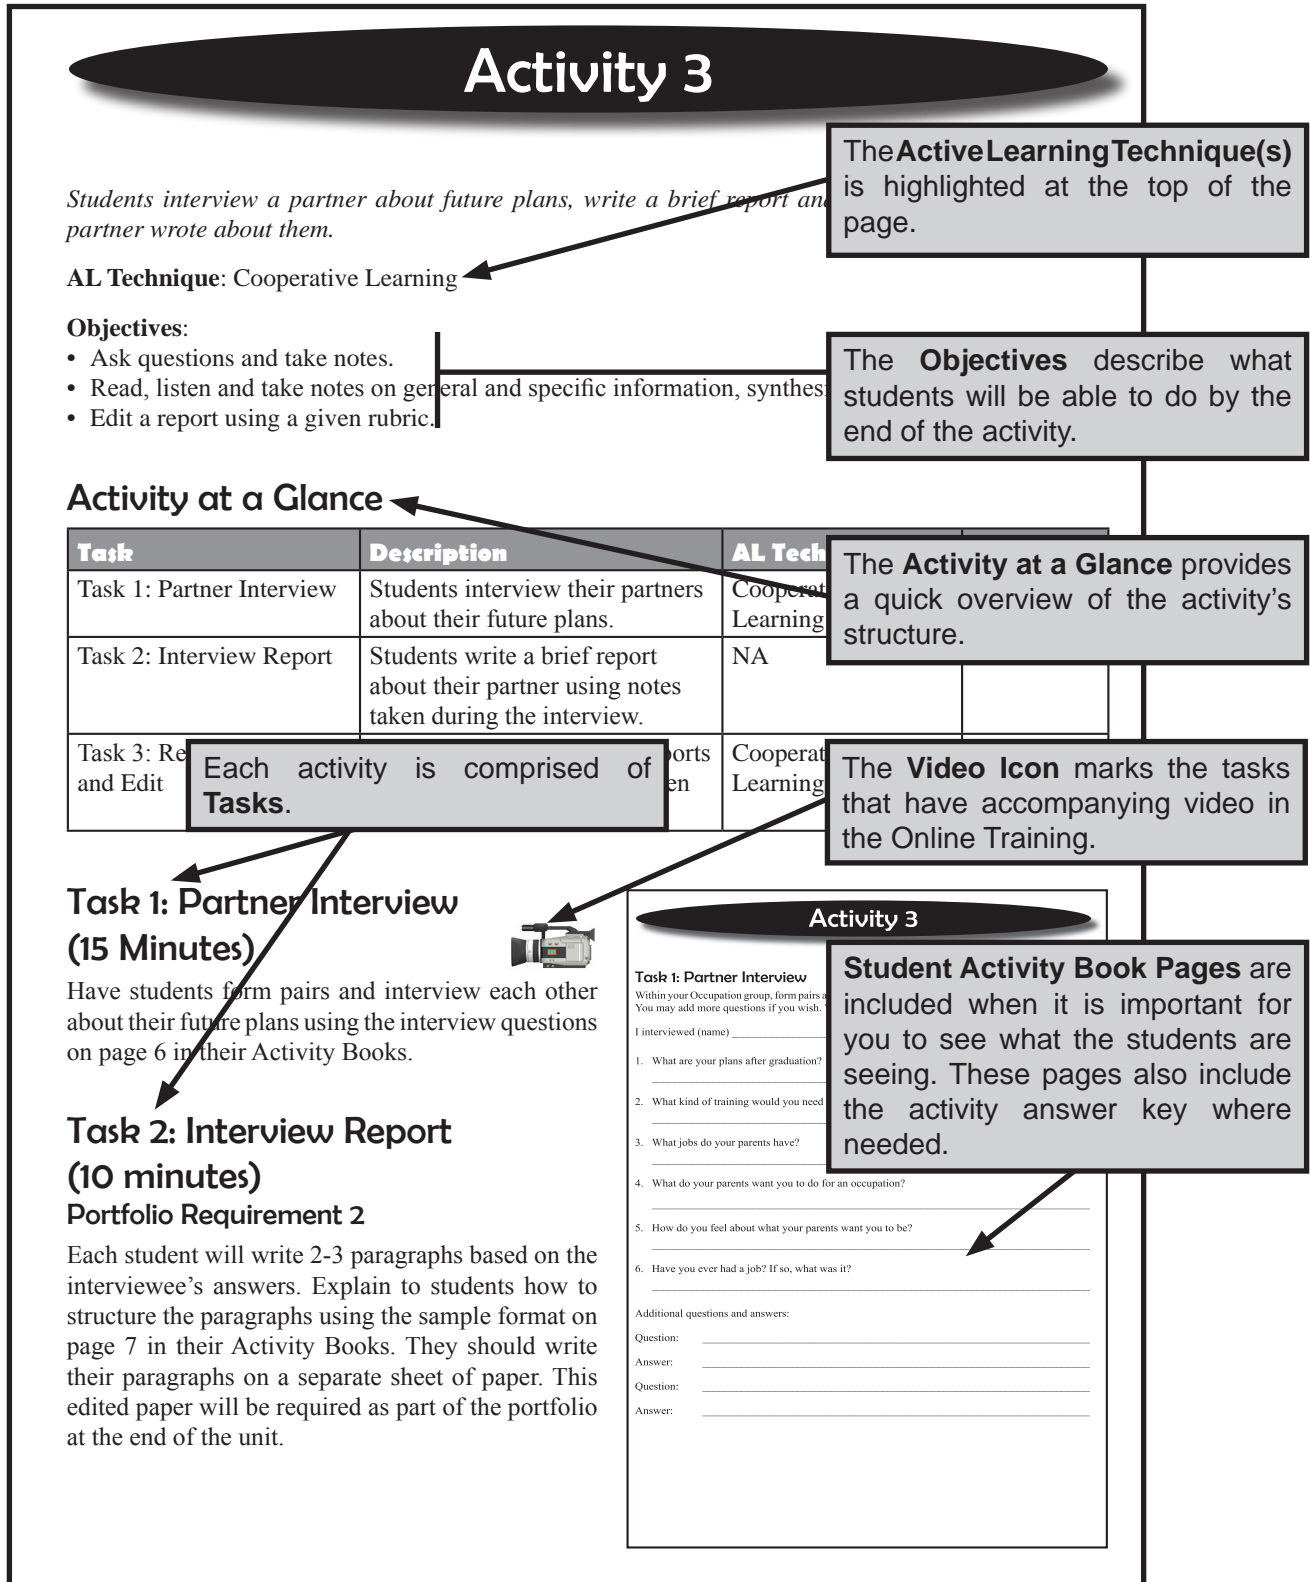 Activity 3
The Active Learning Technique(s)
is highlighted at the top of the
page.
Students interview a partner about future plans, write a brief report
partner wrote about them.
AL Technique: Cooperative Learning
Objectives:
• Ask questions and take notes.
• Read, listen and take notes on general and specific information,
• Edit a report using a given rubric.
The Objectives describe what
students will be able to do by the
end of the activity.
Activity at a Glance
Task Description AL
Task 1: Partner Interview
Students interview their partners
about their future plans.
Learning
The Activity at a Glance provides
a quick overview of the activity's
structure.
Task 2: Interview Report
Students write a brief report
about their partner using notes
taken during the interview.
NA
Task 3:
and Edit
Learning
Each activity is comprised of
Tasks.
The Video Icon marks the tasks
that have accompanying video in
the Online Training.
Task 1: Partner Interview
(15 Minutes)
Have students form pairs and interview each other
about their future plans using the interview questions
on page 6 in their Activity Books.
Task 2: Interview Report
(10 minutes)
Portfolio Requirement 2
Each student will write 2-3 paragraphs based on the
interviewee's answers. Explain to students how to
structure the paragraphs using the sample format on
page 7 in their Activity Books. They should write
their paragraphs on a separate sheet of paper. This
edited paper will be required as part of the portfolio
at the end of the unit.
Activity 3
Student Activity Book Pages are
included when it is important for
you to see what the students are
seeing. These pages also include
the activity answer key where
needed.
Task 1: Partner Interview
Within your Occupation group, form pairs
You may add more questions if you wish.
I interviewed (name)
1. What are your plans after graduation?
2. What kind of training would you need
3. What jobs do your parents have?
4. What do your parents want you to do for an occupation?
5. How do you feel about what your parents want you to be?
6. Have you ever had a job? If so, what was it?
Additional questions and answers:
Question:
Answer:
Question:
Answer: